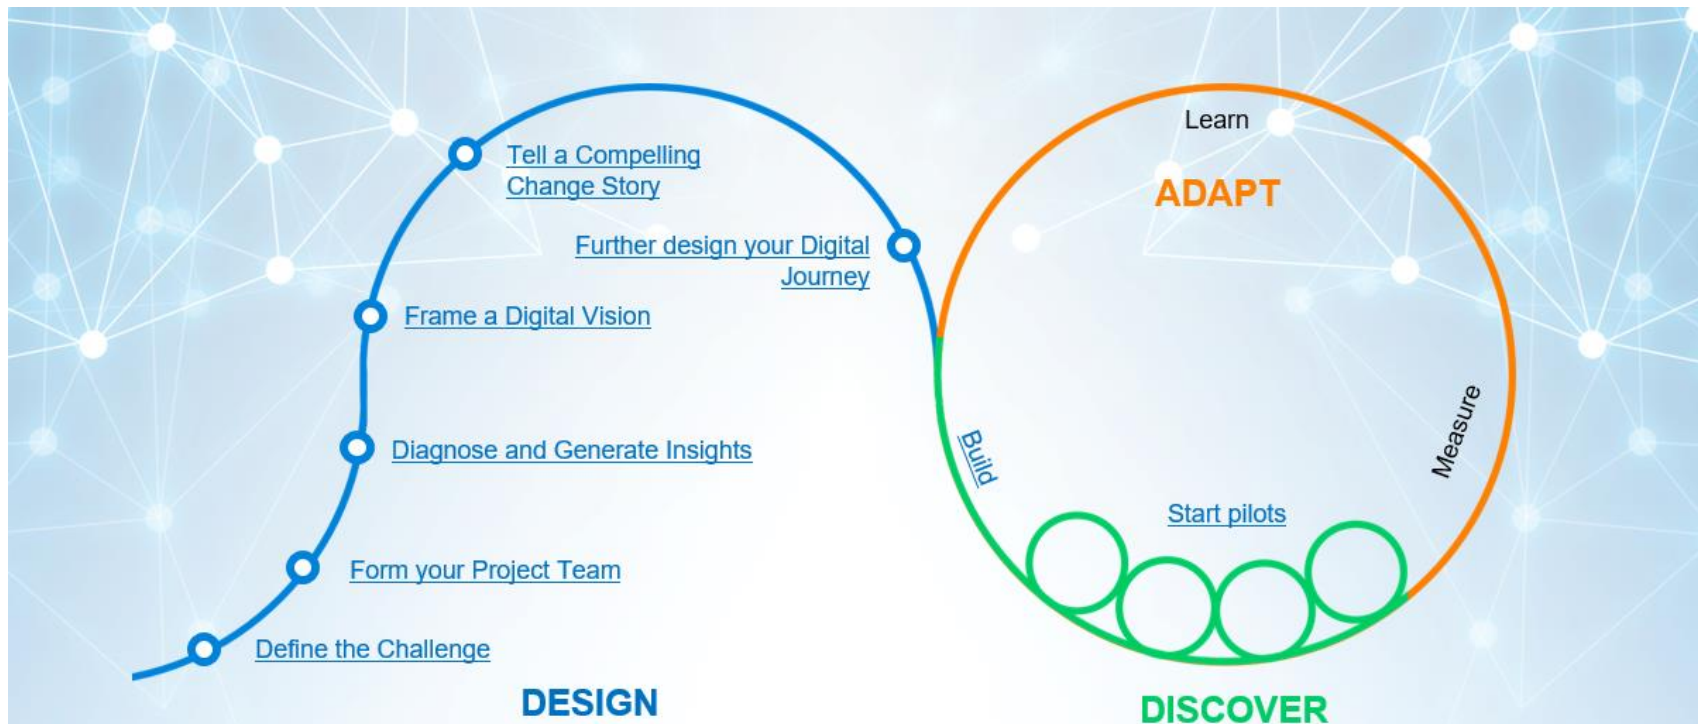 Tell a Compelling
Change Story
Further design your Digital
Journey
Frame a Digital Vision
Diagnose and Generate Insights
Form your Project Team
Define the Challenge
DESIGN
Learn
ADAPT
Measure
Build
Start pilots
DISCOVER